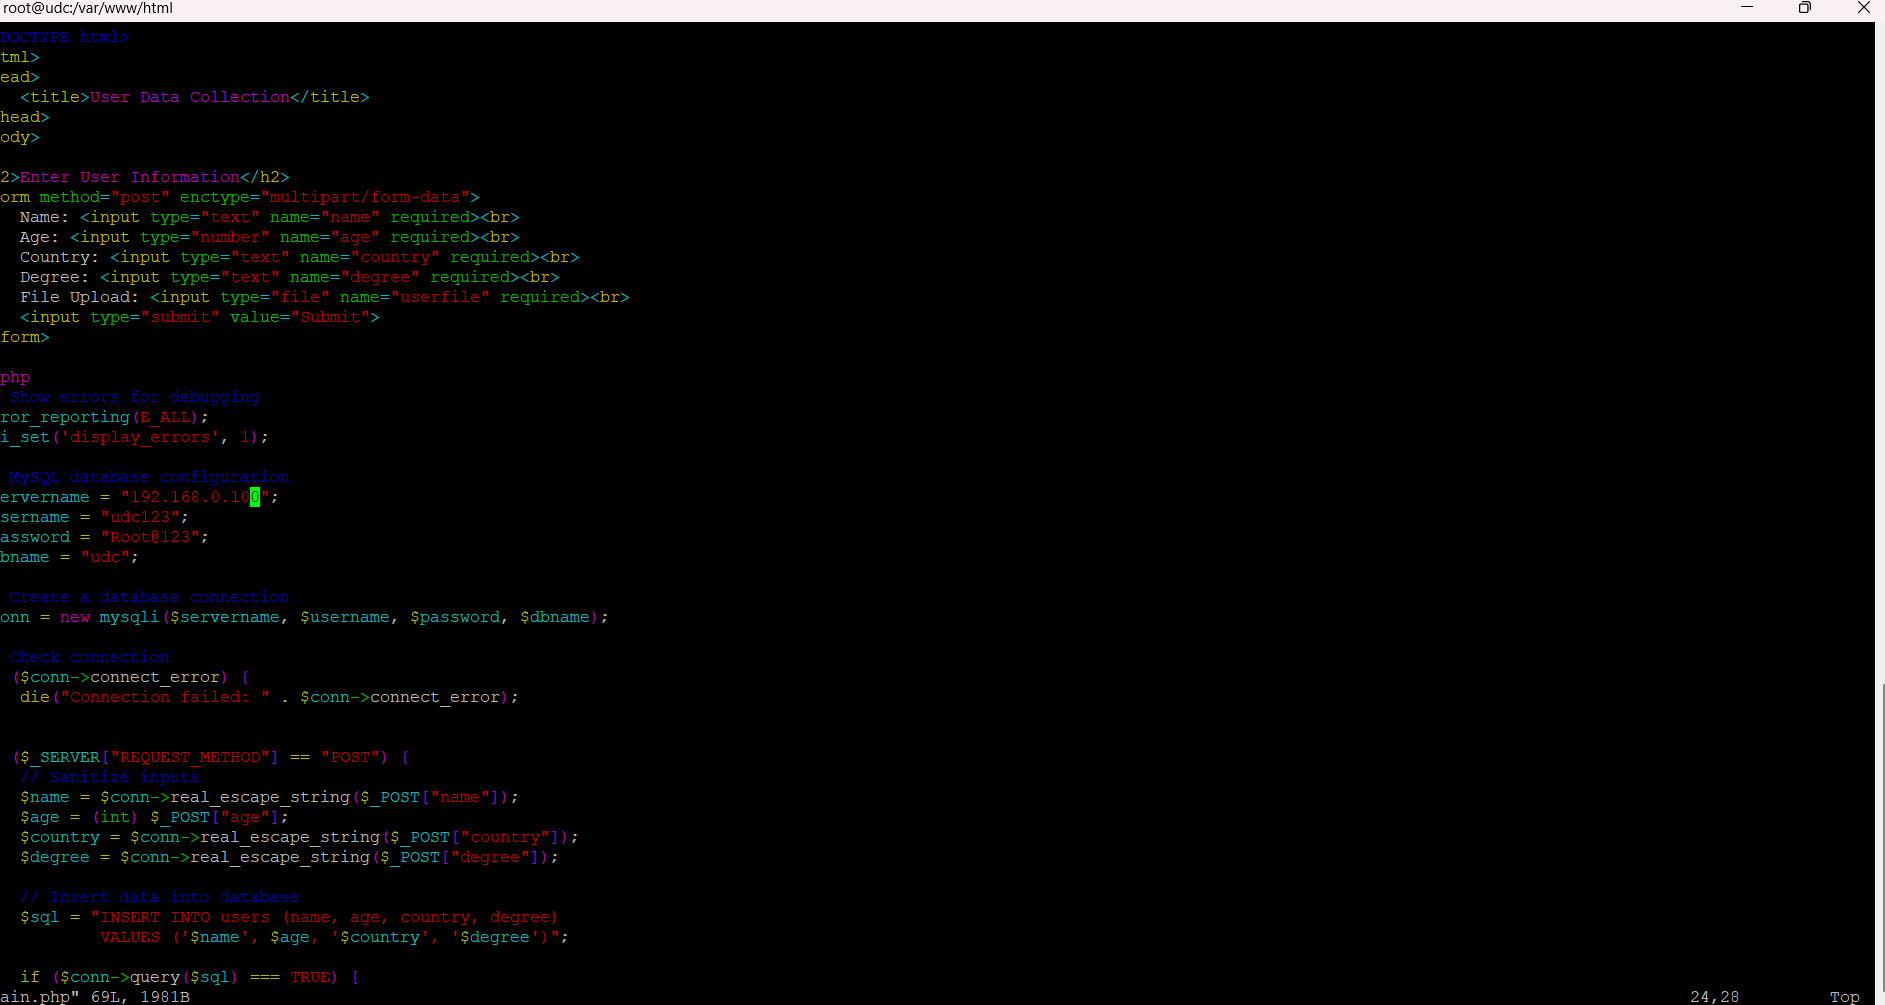 root@udc:/var/www/html
DOCTYPE html>
tml>
ead>
<title>User Data Collection</title>
head>
ody>
2>Enter User Information</h2>
orm method="post" enctype="multipart/form-data">
Name: <input type="text" name="name" required><br>
Age: <input type="number" name="age" required><br>
Country: <input type="text" name="country" required><br>
Degree: <input type="text" name="degree" required><br>
File Upload: <input type="file" name="userfile" required><br>
<input type="submit" value="Submit">
form>
php
Show errors for debugging
ror_reporting(E_ALL);
i_set('display_errors', 1);
MySQL database configuration
ervername = "192.168.0.100";
sername = "udc123";
assword = "Root@123";
bname = "udc";
Create a database connection
onn = new mysqli($servername, $username, $password, $dbname);
Check connection
($conn->connect_error) {
die("Connection failed: " . $conn->connect_error);
($_SERVER["REQUEST_METHOD"] == "POST") {
// Sanitize inputs
$name = $conn->real_escape_string($_POST["name"]);
$age = (int) $_POST["age"];
$country = $conn->real_escape_string($_POST["country"]);
$degree = $conn->real_escape_string($_POST["degree"]);
// Insert data into database
$sql = "INSERT INTO users (name, age, country, degree)
VALUES ('$name', $age, '$country', '$degree')";
if ($conn->query($sql) === TRUE) {
ain.php" 69L, 1981B 24,28 Top